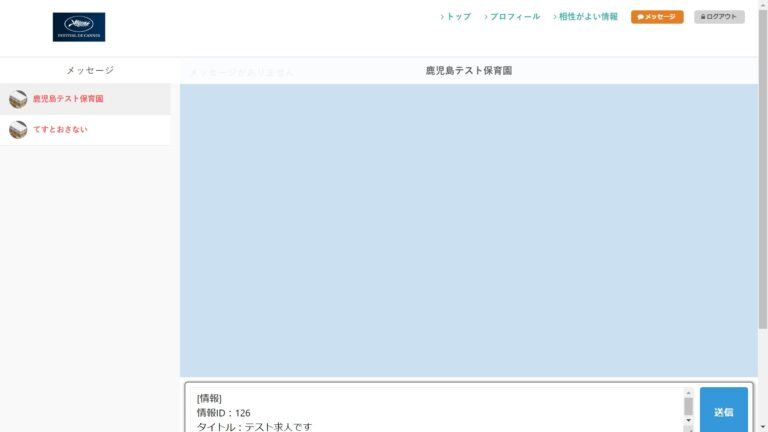 FESTIVAL DE CANNES
トップ
プロフィール
相性がよい情報
メッセージ
ログアウト
メッセージ
メッセージがありません
鹿児島テスト保育園
鹿児島テスト保育園
てすとおきない
[情報]
情報ID：126
タイトル：テスト求人です
送信